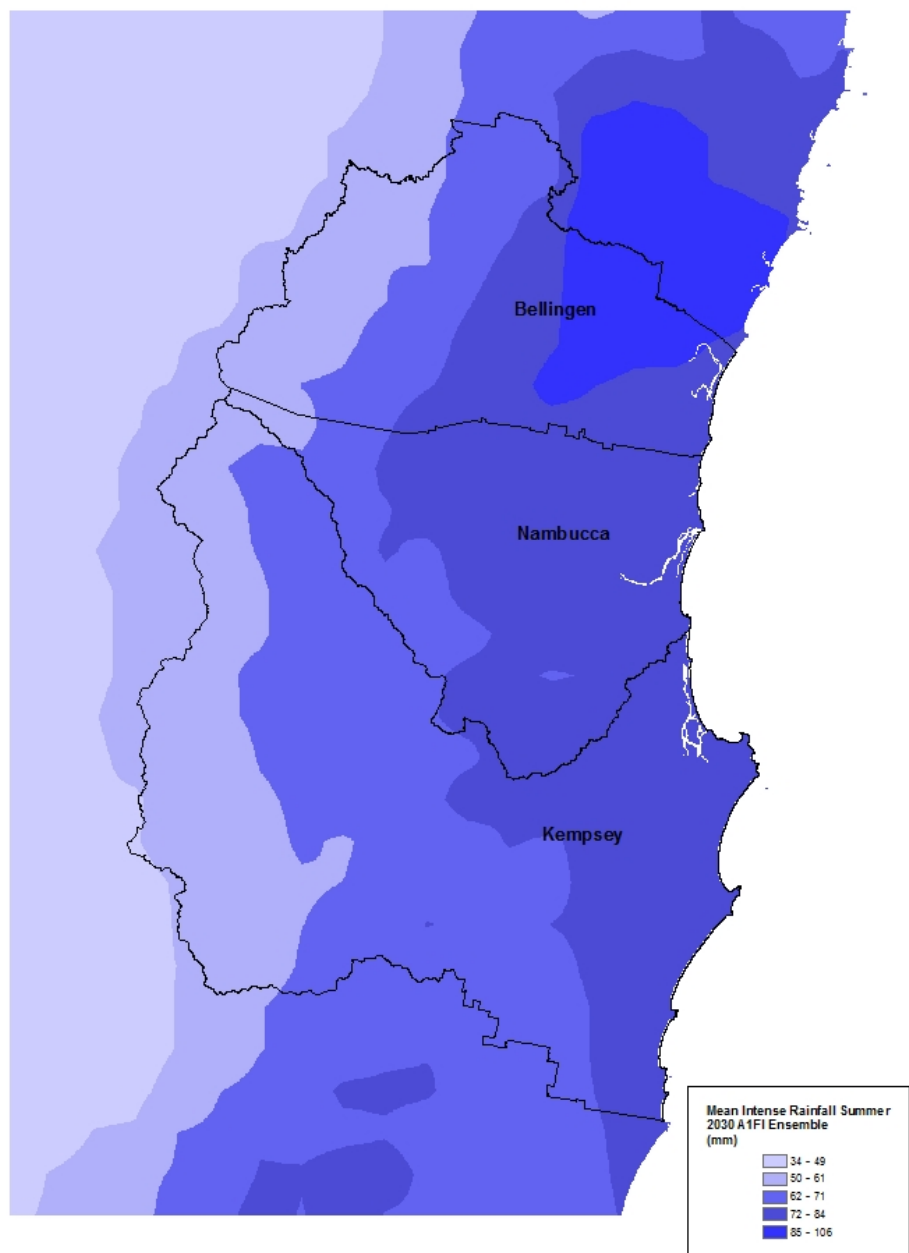 Bellingen
Nambucca
Kempsey
Mean Intense Rainfall Summer
2030 A1FI Ensemble
(mm)
34 - 49
50 - 61
62 - 71
72 - 84
85 - 106